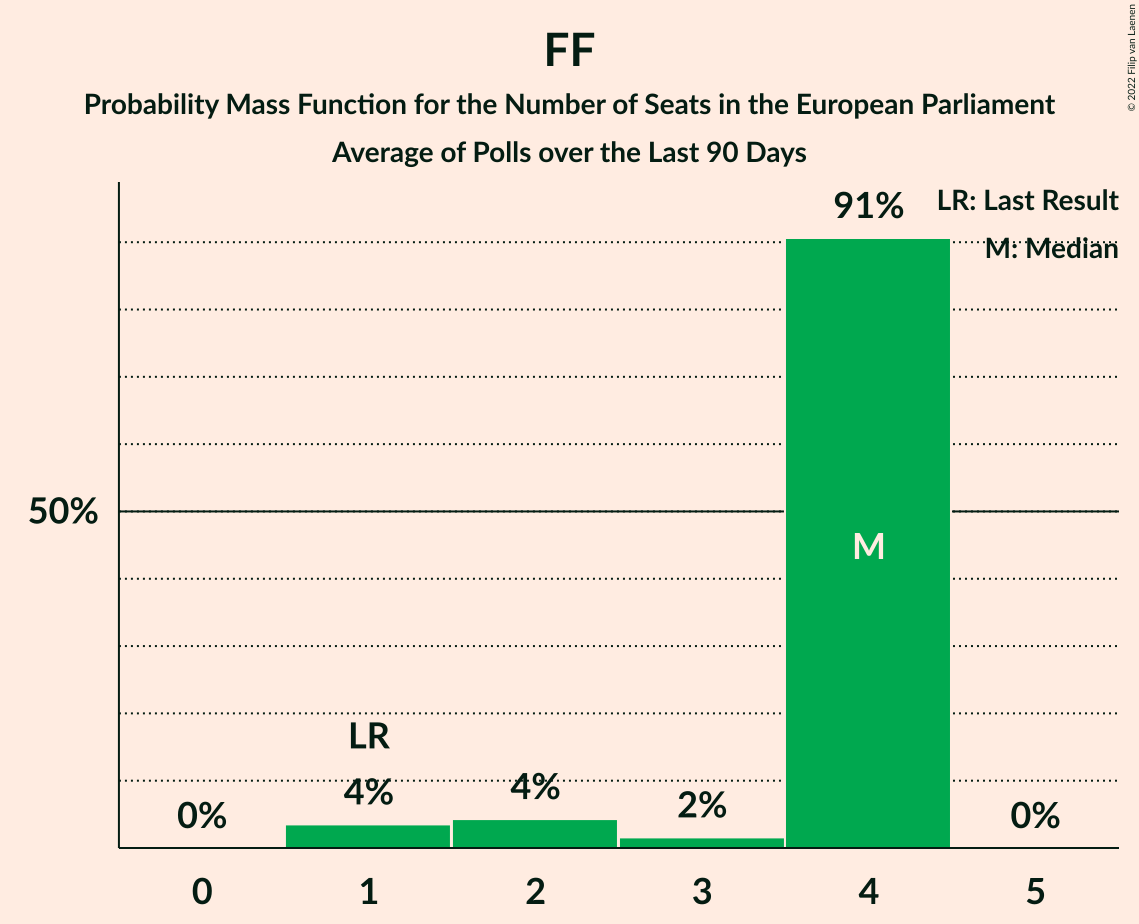 FF
Probability Mass Function for the Number of Seats in the European Parliament
Average of Polls over the Last 90 Days
© 2022 Filip van Laenen
LR: Last Result
M: Median
91%
50%
M
LR
0%
4%
4%
2%
0%
0 1 2 3 4 5